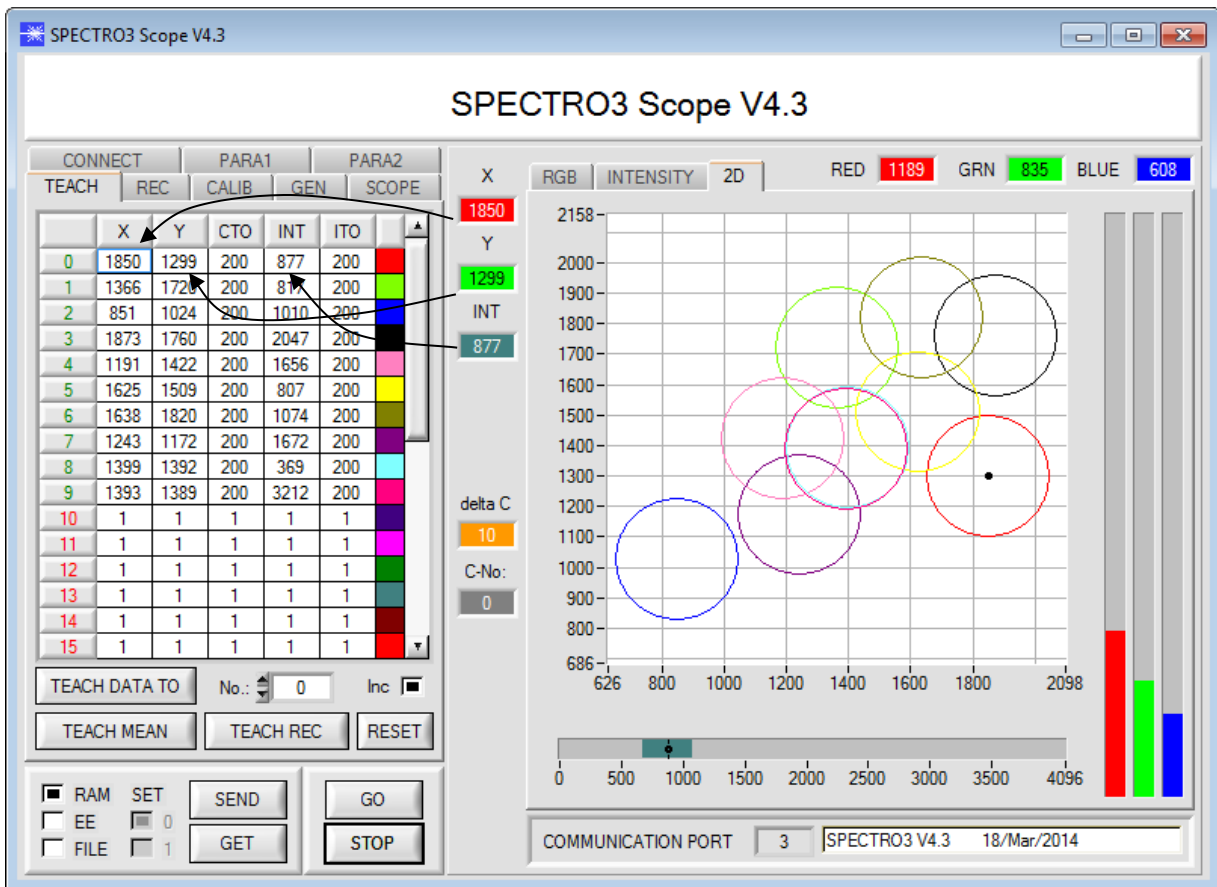 SPECTRO3 Scope V4.3
SPECTRO3 Scope V4.3
CONNECT PARA1 PARA2
TEACH REC CALIB GEN SCOPE
X Y CTO INT ITO
0 1850 1299 200 877 200
1 1366 1720 200 817 200
2 851 1024 200 1010 200
3 1873 1760 200 2047 200
4 1191 1422 200 1656 200
5 1625 1509 200 807 200
6 1638 1820 200 1074 200
7 1243 1172 200 1672 200
8 1399 1392 200 369 200
9 1393 1389 200 3212 200
10 1 1 1 1 1
11 1 1 1 1 1
12 1 1 1 1 1
13 1 1 1 1 1
14 1 1 1 1 1
15 1 1 1 1 1
TEACH DATA TO No.: 0 Inc
TEACH MEAN TEACH REC RESET
RAM SET SEND GO
EE 0
FILE 1 GET STOP
X
1850
Y
1299
INT
877
delta C
10
C-No:
0
RGB INTENSITY 2D RED 1189 GRN 835 BLUE 608
2158
2000
1900
1800
1700
1600
1500
1400
1300
1200
1100
1000
900
800
686
626 800 1000 1200 1400 1600 1800 2098
0 500 1000 1500 2000 2500 3000 3500 4096
COMMUNICATION PORT 3 SPECTRO3 V4.3 18/Mar/2014